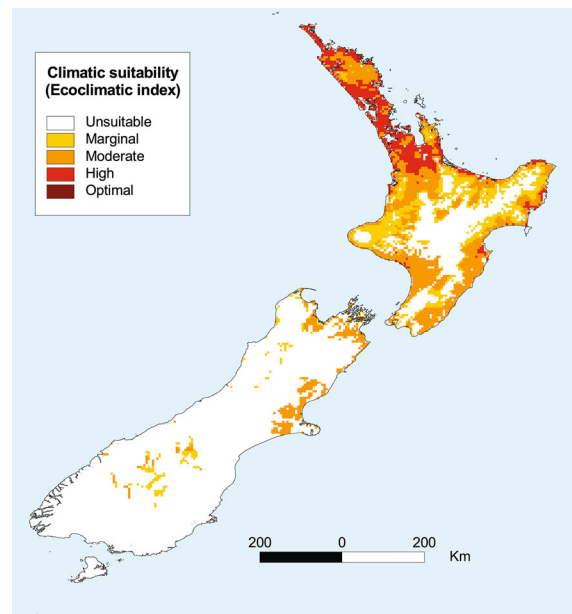 Climatic suitability
(Ecoclimatic index)
Unsuitable
Marginal
Moderate
High
Optimal
200 0 200
Km